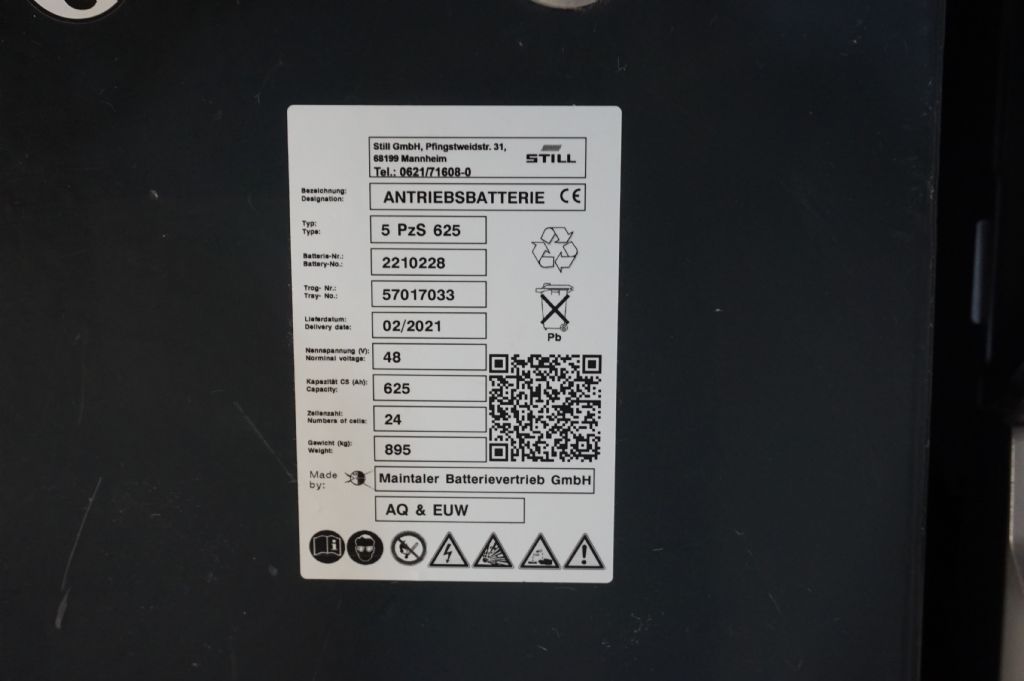 Still GmbH, Pfingstweidstr. 31,
68199 Mannheim
Tel.: 0621/71608-0
STILL
Bezeichnung:
Designation:
ANTRIEBSBATTERIE CE
Typ:
Type:
5 PzS 625
Batterie-Nr.:
Battery-No.:
2210228
Trog- Nr.:
Tray- No.:
57017033
Pb
Lieferdatum:
Delivery date:
02/2021
Nennspannung (V):
Norminal voltage:
48
Kapazität C5 (Ah):
Capacity:
625
Zellenzahl:
Numbers of cells:
24
Gewicht (kg):
Weight:
895
Made
by:
Maintaler Batterievertrieb GmbH
AQ & EUW